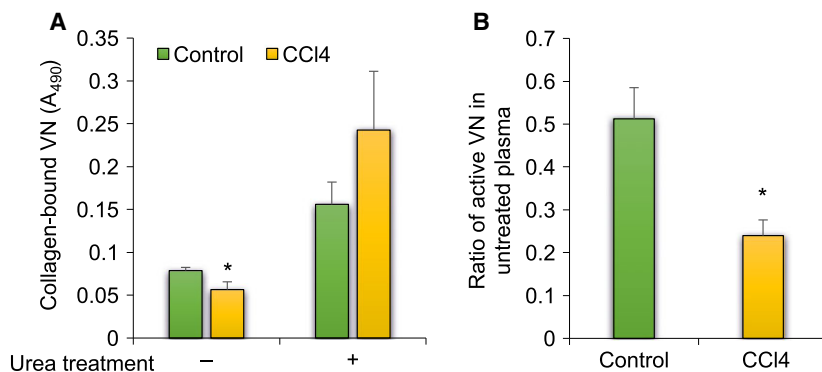 A
Collagen-bound VN (A490)
0.35
0.3
0.25
0.2
0.15
0.1
0.05
0
Control
CCl4
*
Urea treatment
–
+
B
Ratio of active VN in
untreated plasma
0.7
0.6
0.5
0.4
0.3
0.2
0.1
0
*
Control
CCl4